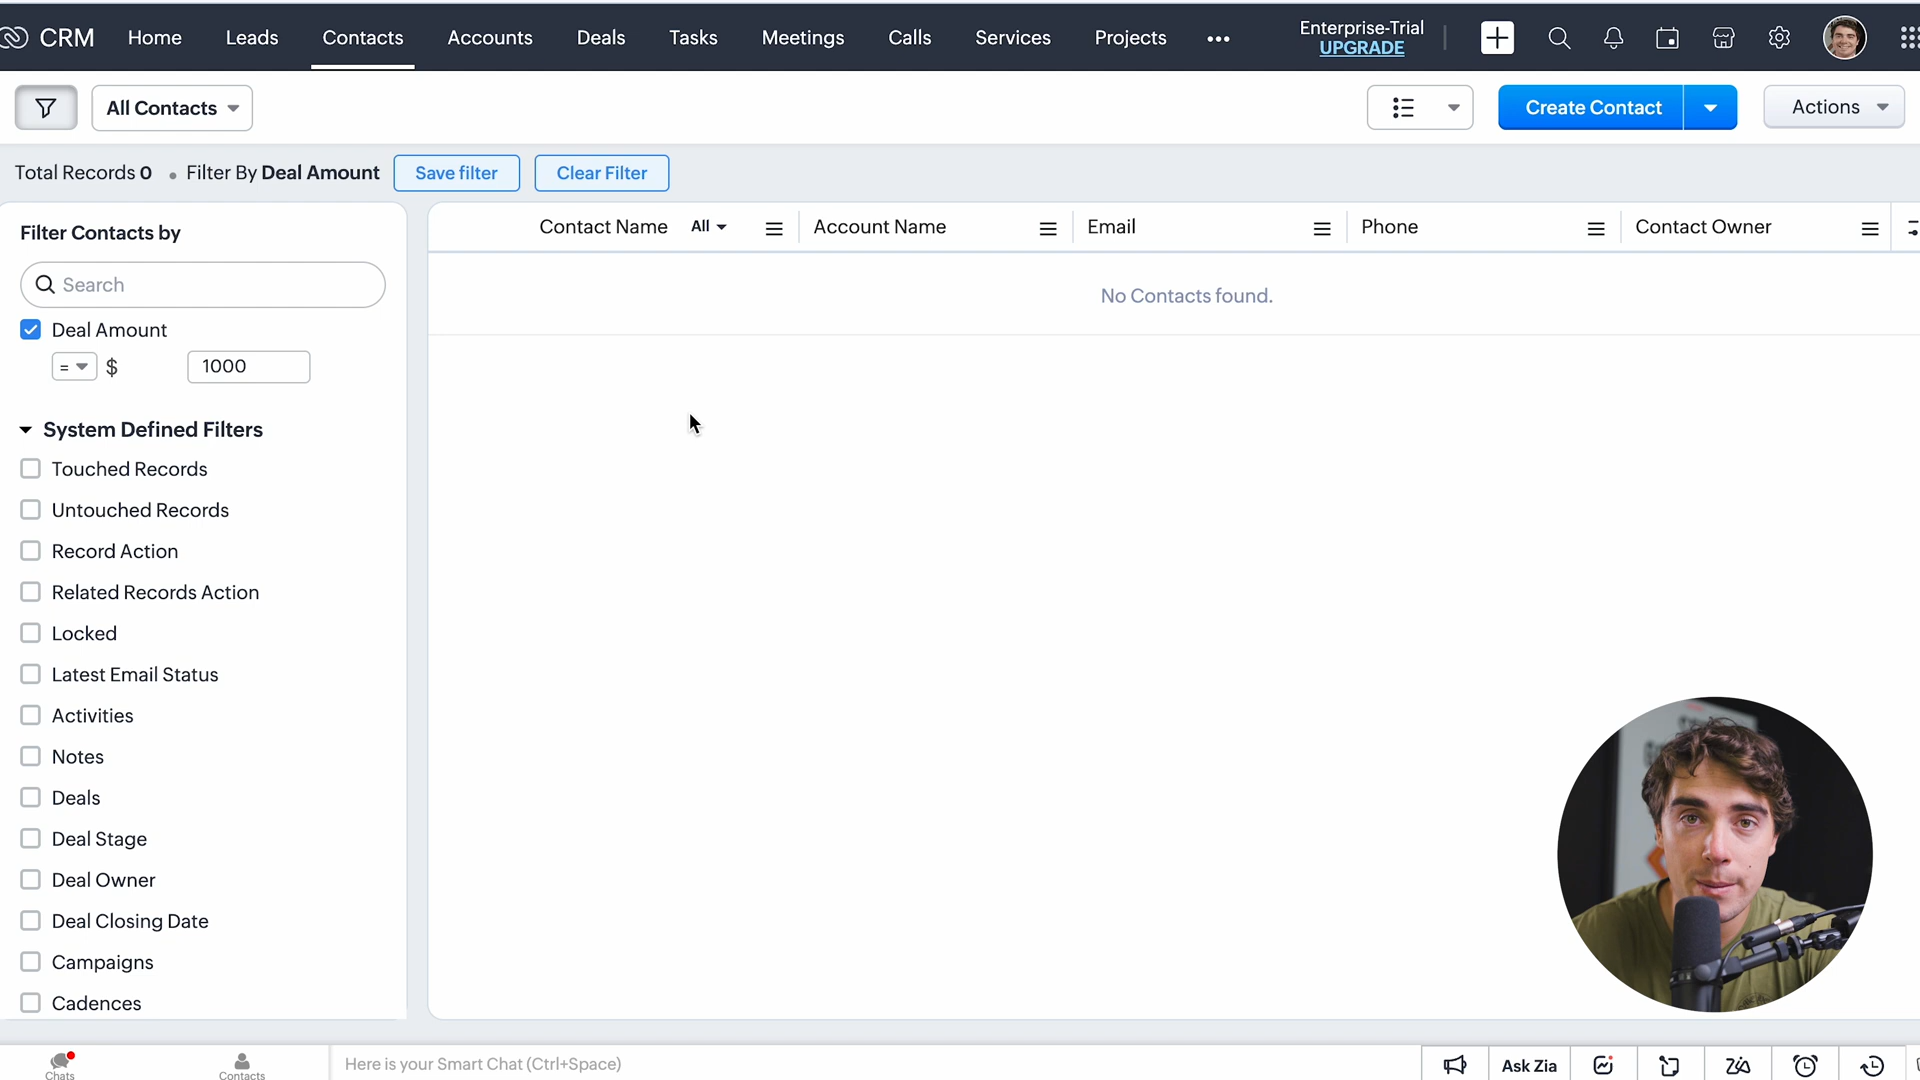 CRM Home Leads Contacts Accounts Deals Tasks Meetings Calls Services Projects ••• Enterprise-Trial
UPGRADE
All Contacts Create Contact Actions
Total Records 0 • Filter By Deal Amount Save filter Clear Filter
Filter Contacts by
Contact Name All Account Name Email Phone Contact Owner
Search
No Contacts found.
Deal Amount
= $ 1000
System Defined Filters
Touched Records
Untouched Records
Record Action
Related Records Action
Locked
Latest Email Status
Activities
Notes
Deals
Deal Stage
Deal Owner
Deal Closing Date
Campaigns
Cadences
Chats Contacts Here is your Smart Chat (Ctrl+Space) Ask Zia